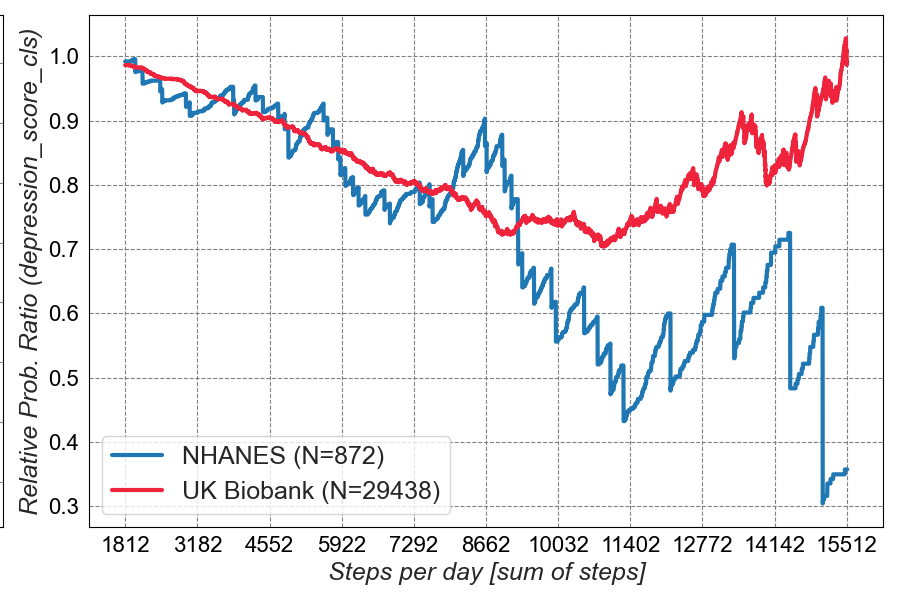 Relative Prob. Ratio (depression_score_cls)
1.0
0.9
0.8
0.7
0.6
0.5
0.4
0.3
NHANES (N=872)
UK Biobank (N=29438)
1812 3182 4552 5922 7292 8662 10032 11402 12772 14142 15512
Steps per day [sum of steps]